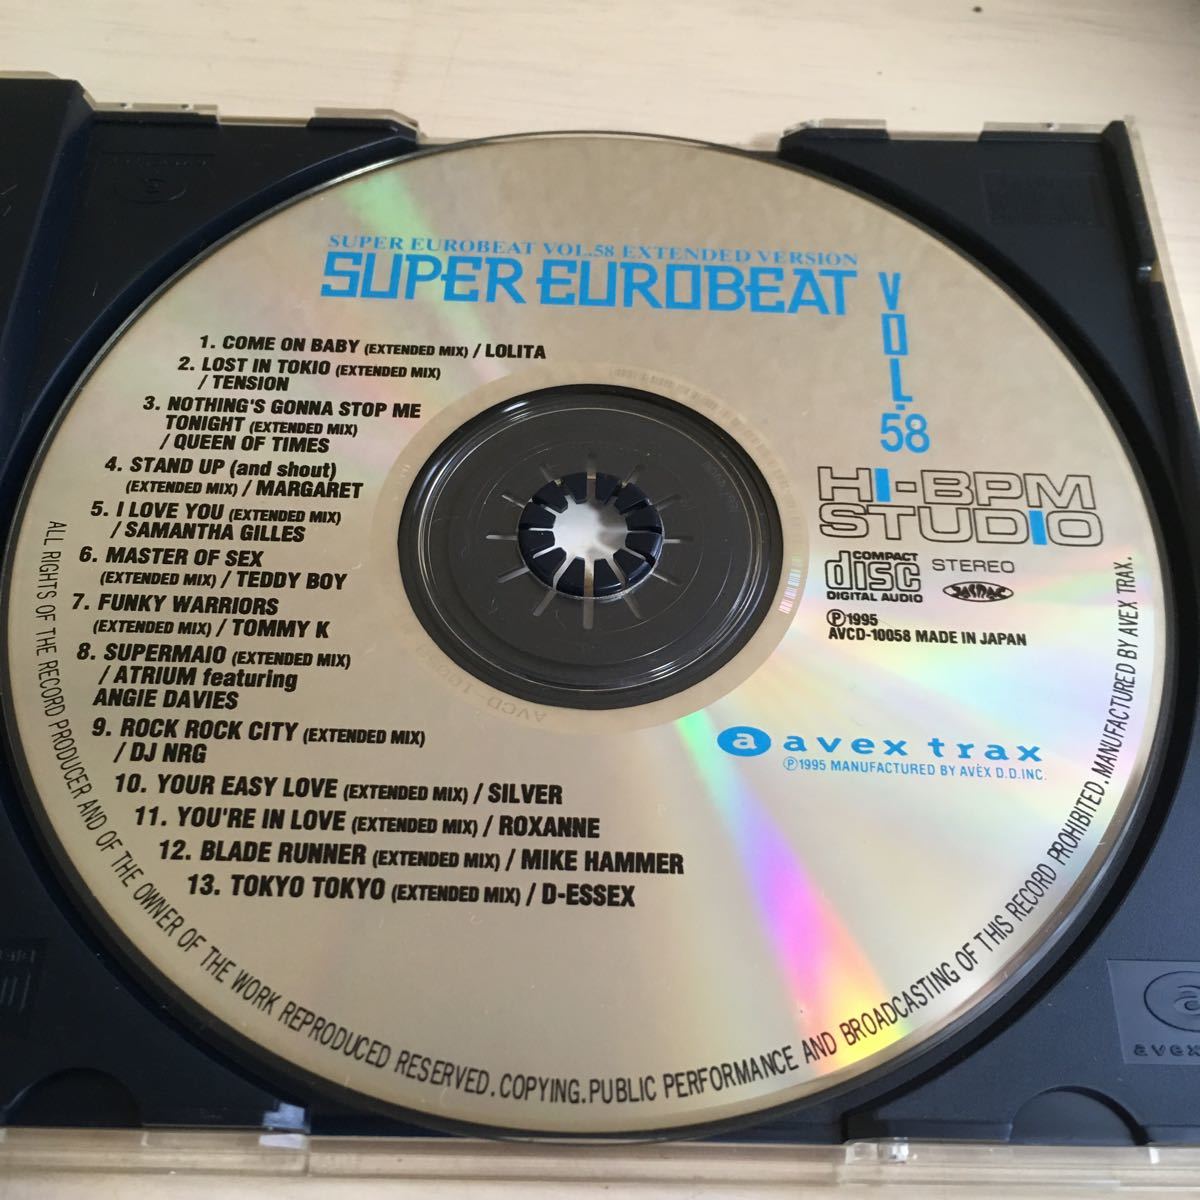 SUPER EUROBEAT VOL.58 EXTENDED VERSION
SUPER EUROBEAT
VOL.
58
1. COME ON BABY (EXTENDED MIX) / LOLITA
2. LOST IN TOKIO (EXTENDED MIX)
/ TENSION
3. NOTHING'S GONNA STOP ME
TONIGHT (EXTENDED MIX)
/ QUEEN OF TIMES
4. STAND UP (and shout)
(EXTENDED MIX) / MARGARET
5. I LOVE YOU (EXTENDED MIX)
/ SAMANTHA GILLES
6. MASTER OF SEX
(EXTENDED MIX) / TEDDY BOY
7. FUNKY WARRIORS
(EXTENDED MIX) / TOMMY K
8. SUPERMAIO (EXTENDED MIX)
/ ATRIUM featuring
ANGIE DAVIES
9. ROCK ROCK CITY (EXTENDED MIX)
/ DJ NRG
10. YOUR EASY LOVE (EXTENDED MIX) / SILVER
11. YOU'RE IN LOVE (EXTENDED MIX) / ROXANNE
12. BLADE RUNNER (EXTENDED MIX) / MIKE HAMMER
13. TOKYO TOKYO (EXTENDED MIX) / D-ESSEX
HI-BPM
STUDIO
COMPACT
disc
DIGITAL AUDIO
STEREO
JASRAC
Ⓟ1995
AVCD-10058 MADE IN JAPAN
a avex trax
Ⓟ1995 MANUFACTURED BY AVEX D.D.INC.
ALL RIGHTS OF THE RECORD PRODUCER AND OF THE OWNER OF THE WORK REPRODUCED RESERVED. COPYING. PUBLIC PERFORMANCE AND BROADCASTING OF THIS RECORD PROHIBITED. MANUFACTURED BY AVEX TRAX.
AVCD-10058
a
avex